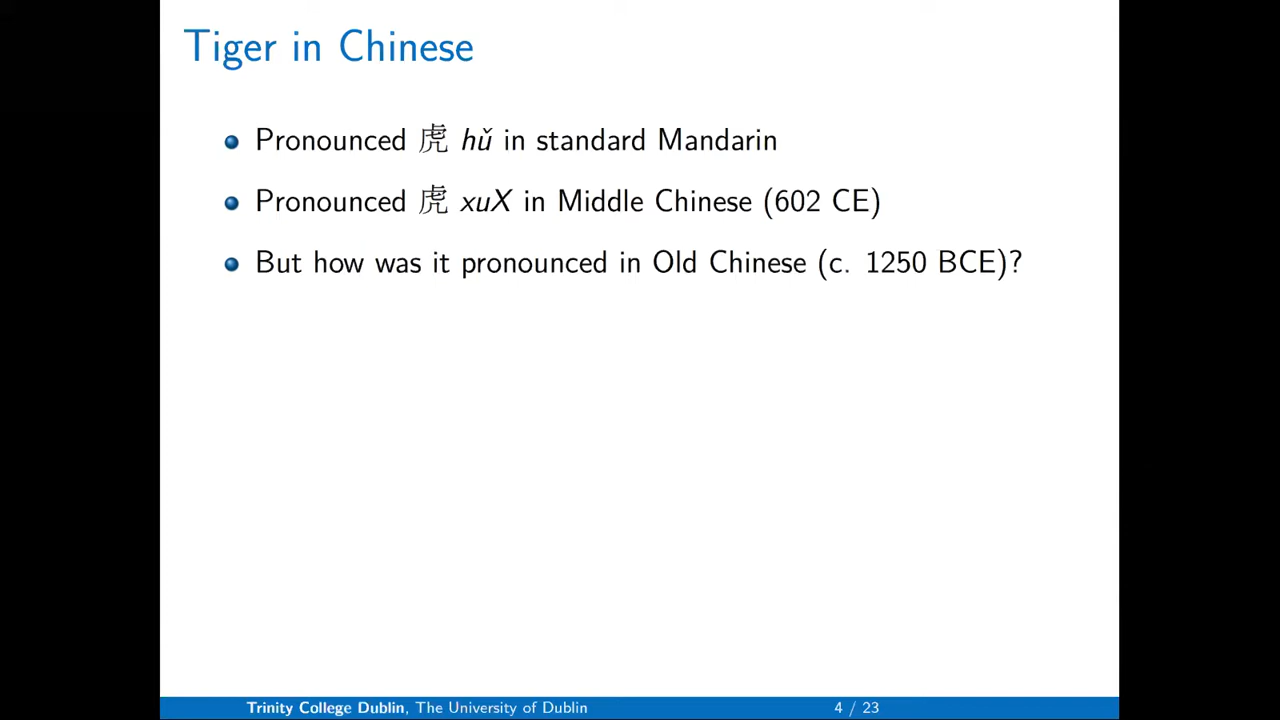 Tiger in Chinese
Pronounced 虎 hǔ in standard Mandarin
Pronounced 虎 xuX in Middle Chinese (602 CE)
But how was it pronounced in Old Chinese (c. 1250 BCE)?
Trinity College Dublin, The University of Dublin 4 / 23